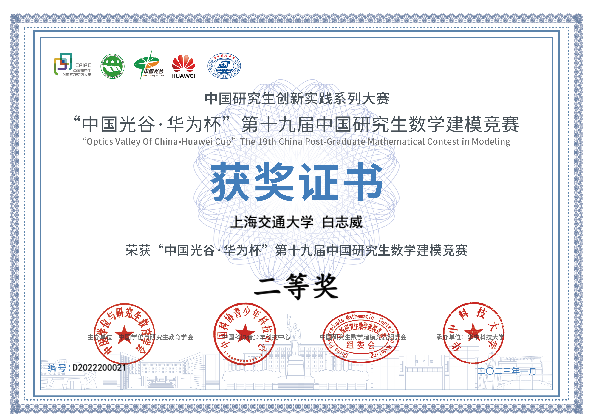 HUAWEI
中国研究生创新实践系列大赛
“中国光谷·华为杯”第十九届中国研究生数学建模竞赛
“Optics Valley Of China·Huawei Cup”The 19th China Post-Graduate Mathematical Contest in Modeling
获奖证书
上海交通大学 白志威
荣获“中国光谷·华为杯”第十九届中国研究生数学建模竞赛
二等奖
编号:D2022200021
二〇二三年一月